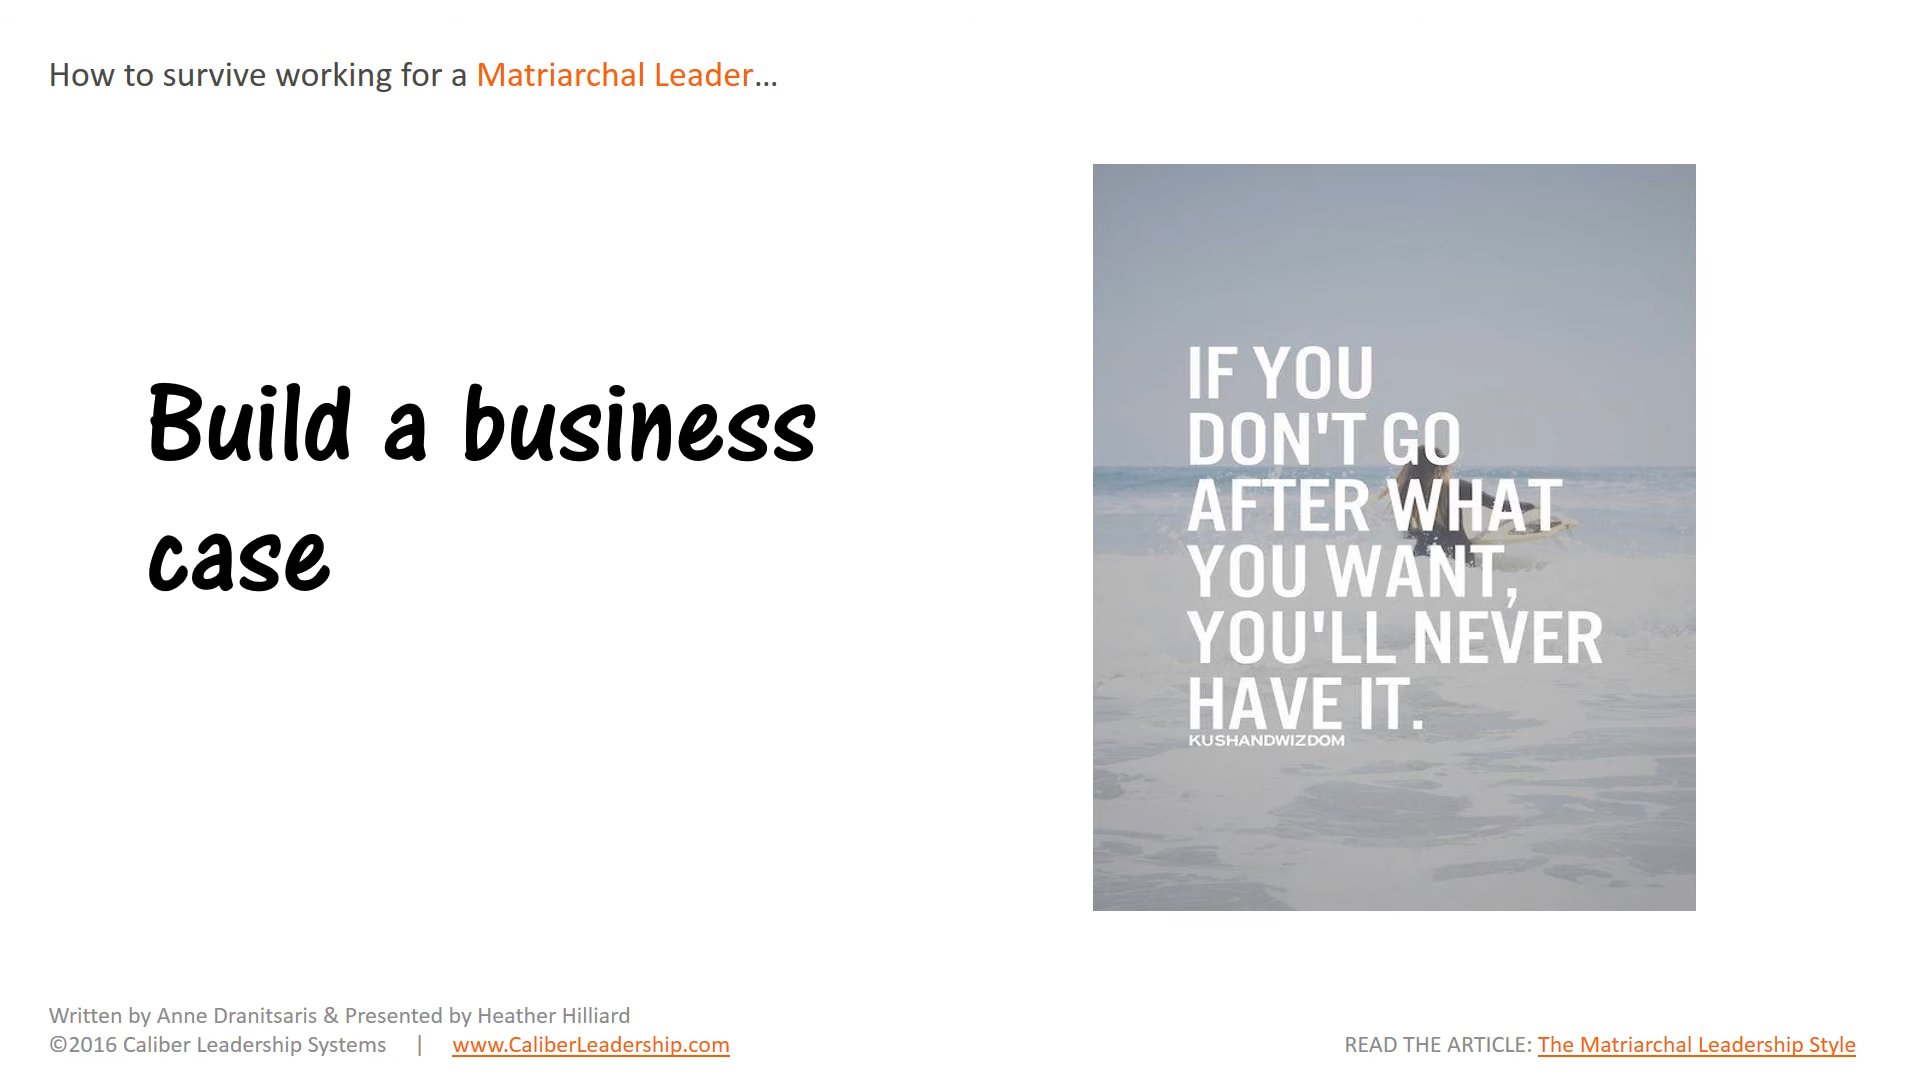 How to survive working for a Matriarchal Leader...
Build a business
case
IF YOU
DON'T GO
AFTER WHAT
YOU WANT,
YOU'LL NEVER
HAVE IT.
KUSHANDWIZDOM
Written by Anne Dranitsaris & Presented by Heather Hilliard
©2016 Caliber Leadership Systems | www.CaliberLeadership.com
READ THE ARTICLE: The Matriarchal Leadership Style